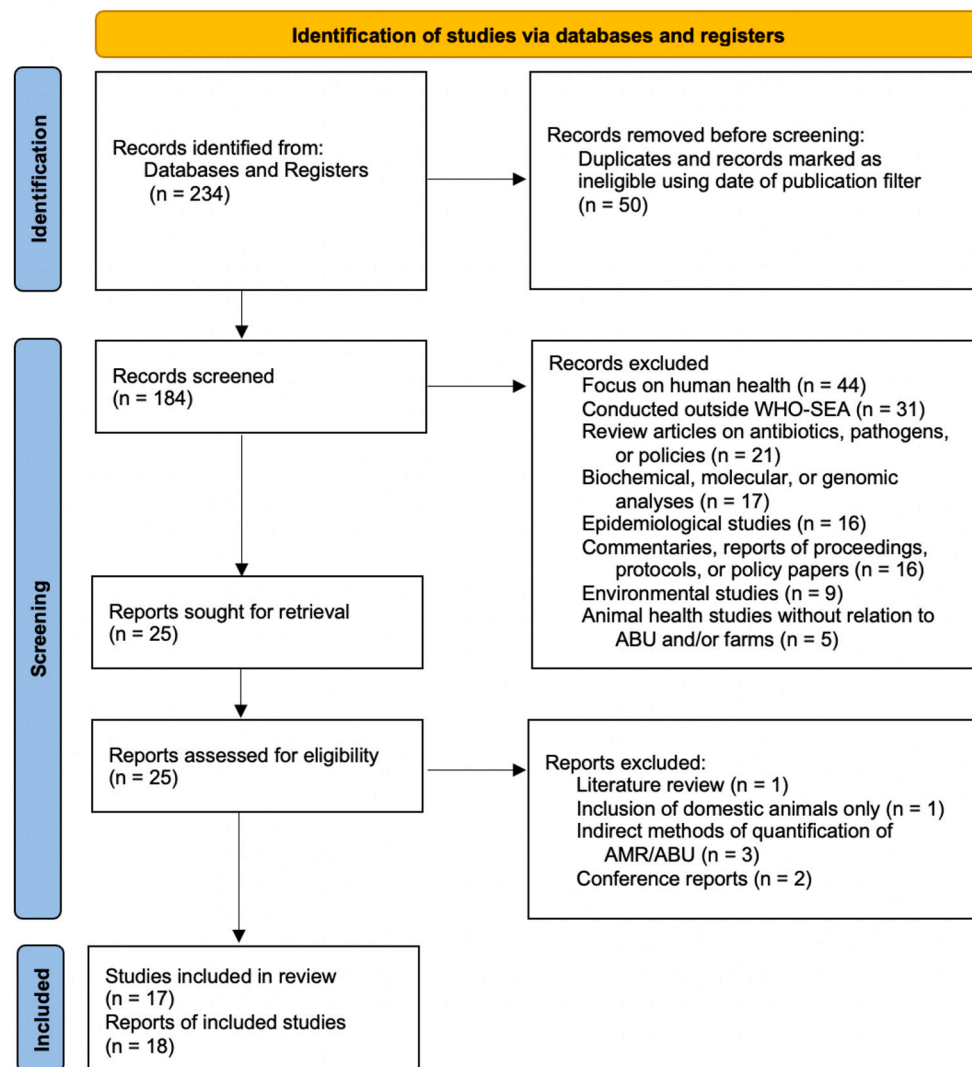 Identification of studies via databases and registers
Identification
Records identified from:
Databases and Registers
(n = 234)
Records removed before screening:
Duplicates and records marked as
ineligible using date of publication filter
(n = 50)
Screening
Records screened
(n = 184)
Records excluded
Focus on human health (n = 44)
Conducted outside WHO-SEA (n = 31)
Review articles on antibiotics, pathogens,
or policies (n = 21)
Biochemical, molecular, or genomic
analyses (n = 17)
Epidemiological studies (n = 16)
Commentaries, reports of proceedings,
protocols, or policy papers (n = 16)
Environmental studies (n = 9)
Animal health studies without relation to
ABU and/or farms (n = 5)
Reports sought for retrieval
(n = 25)
Reports assessed for eligibility
(n = 25)
Reports excluded:
Literature review (n = 1)
Inclusion of domestic animals only (n = 1)
Indirect methods of quantification of
AMR/ABU (n = 3)
Conference reports (n = 2)
Included
Studies included in review
(n = 17)
Reports of included studies
(n = 18)